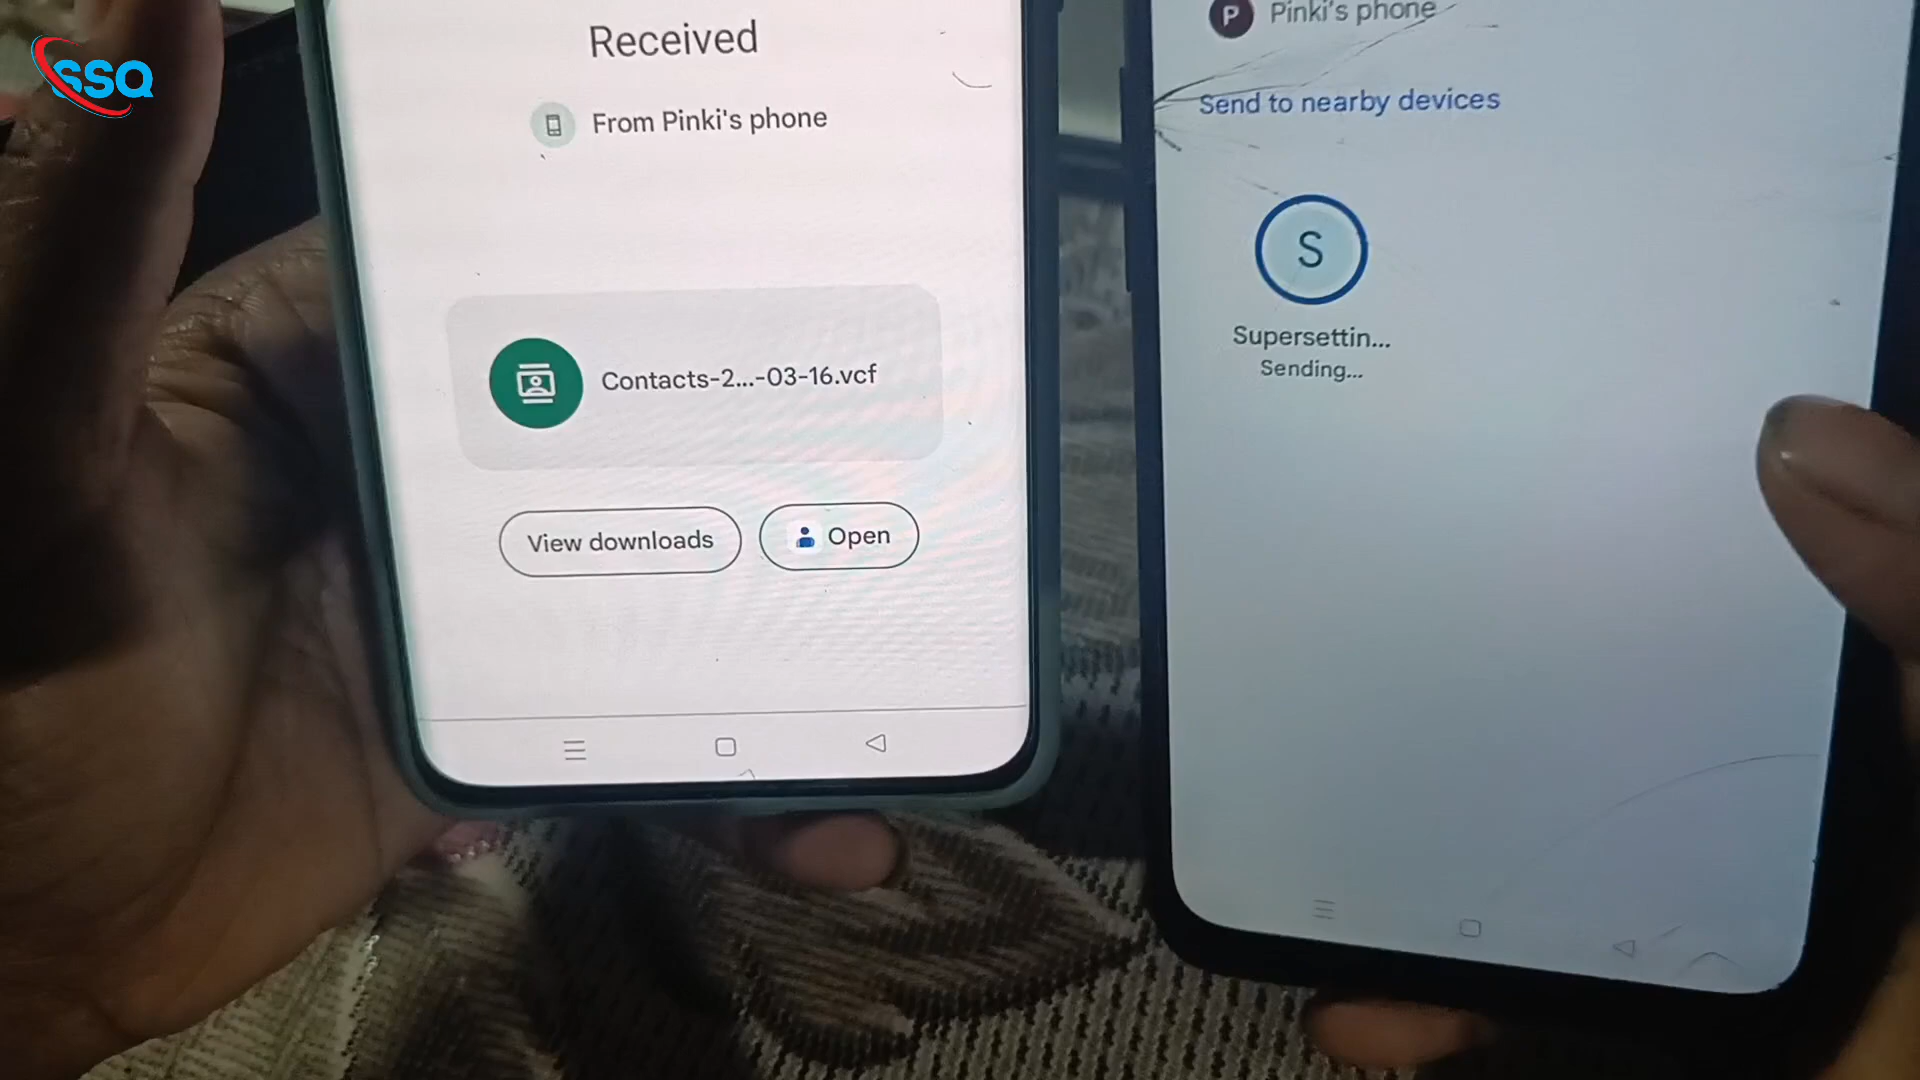 SSQ
Received
From Pinki's phone
Contacts-2...-03-16.vcf
View downloads
Open
P
Pinki's phone
Send to nearby devices
S
Supersettin...
Sending...